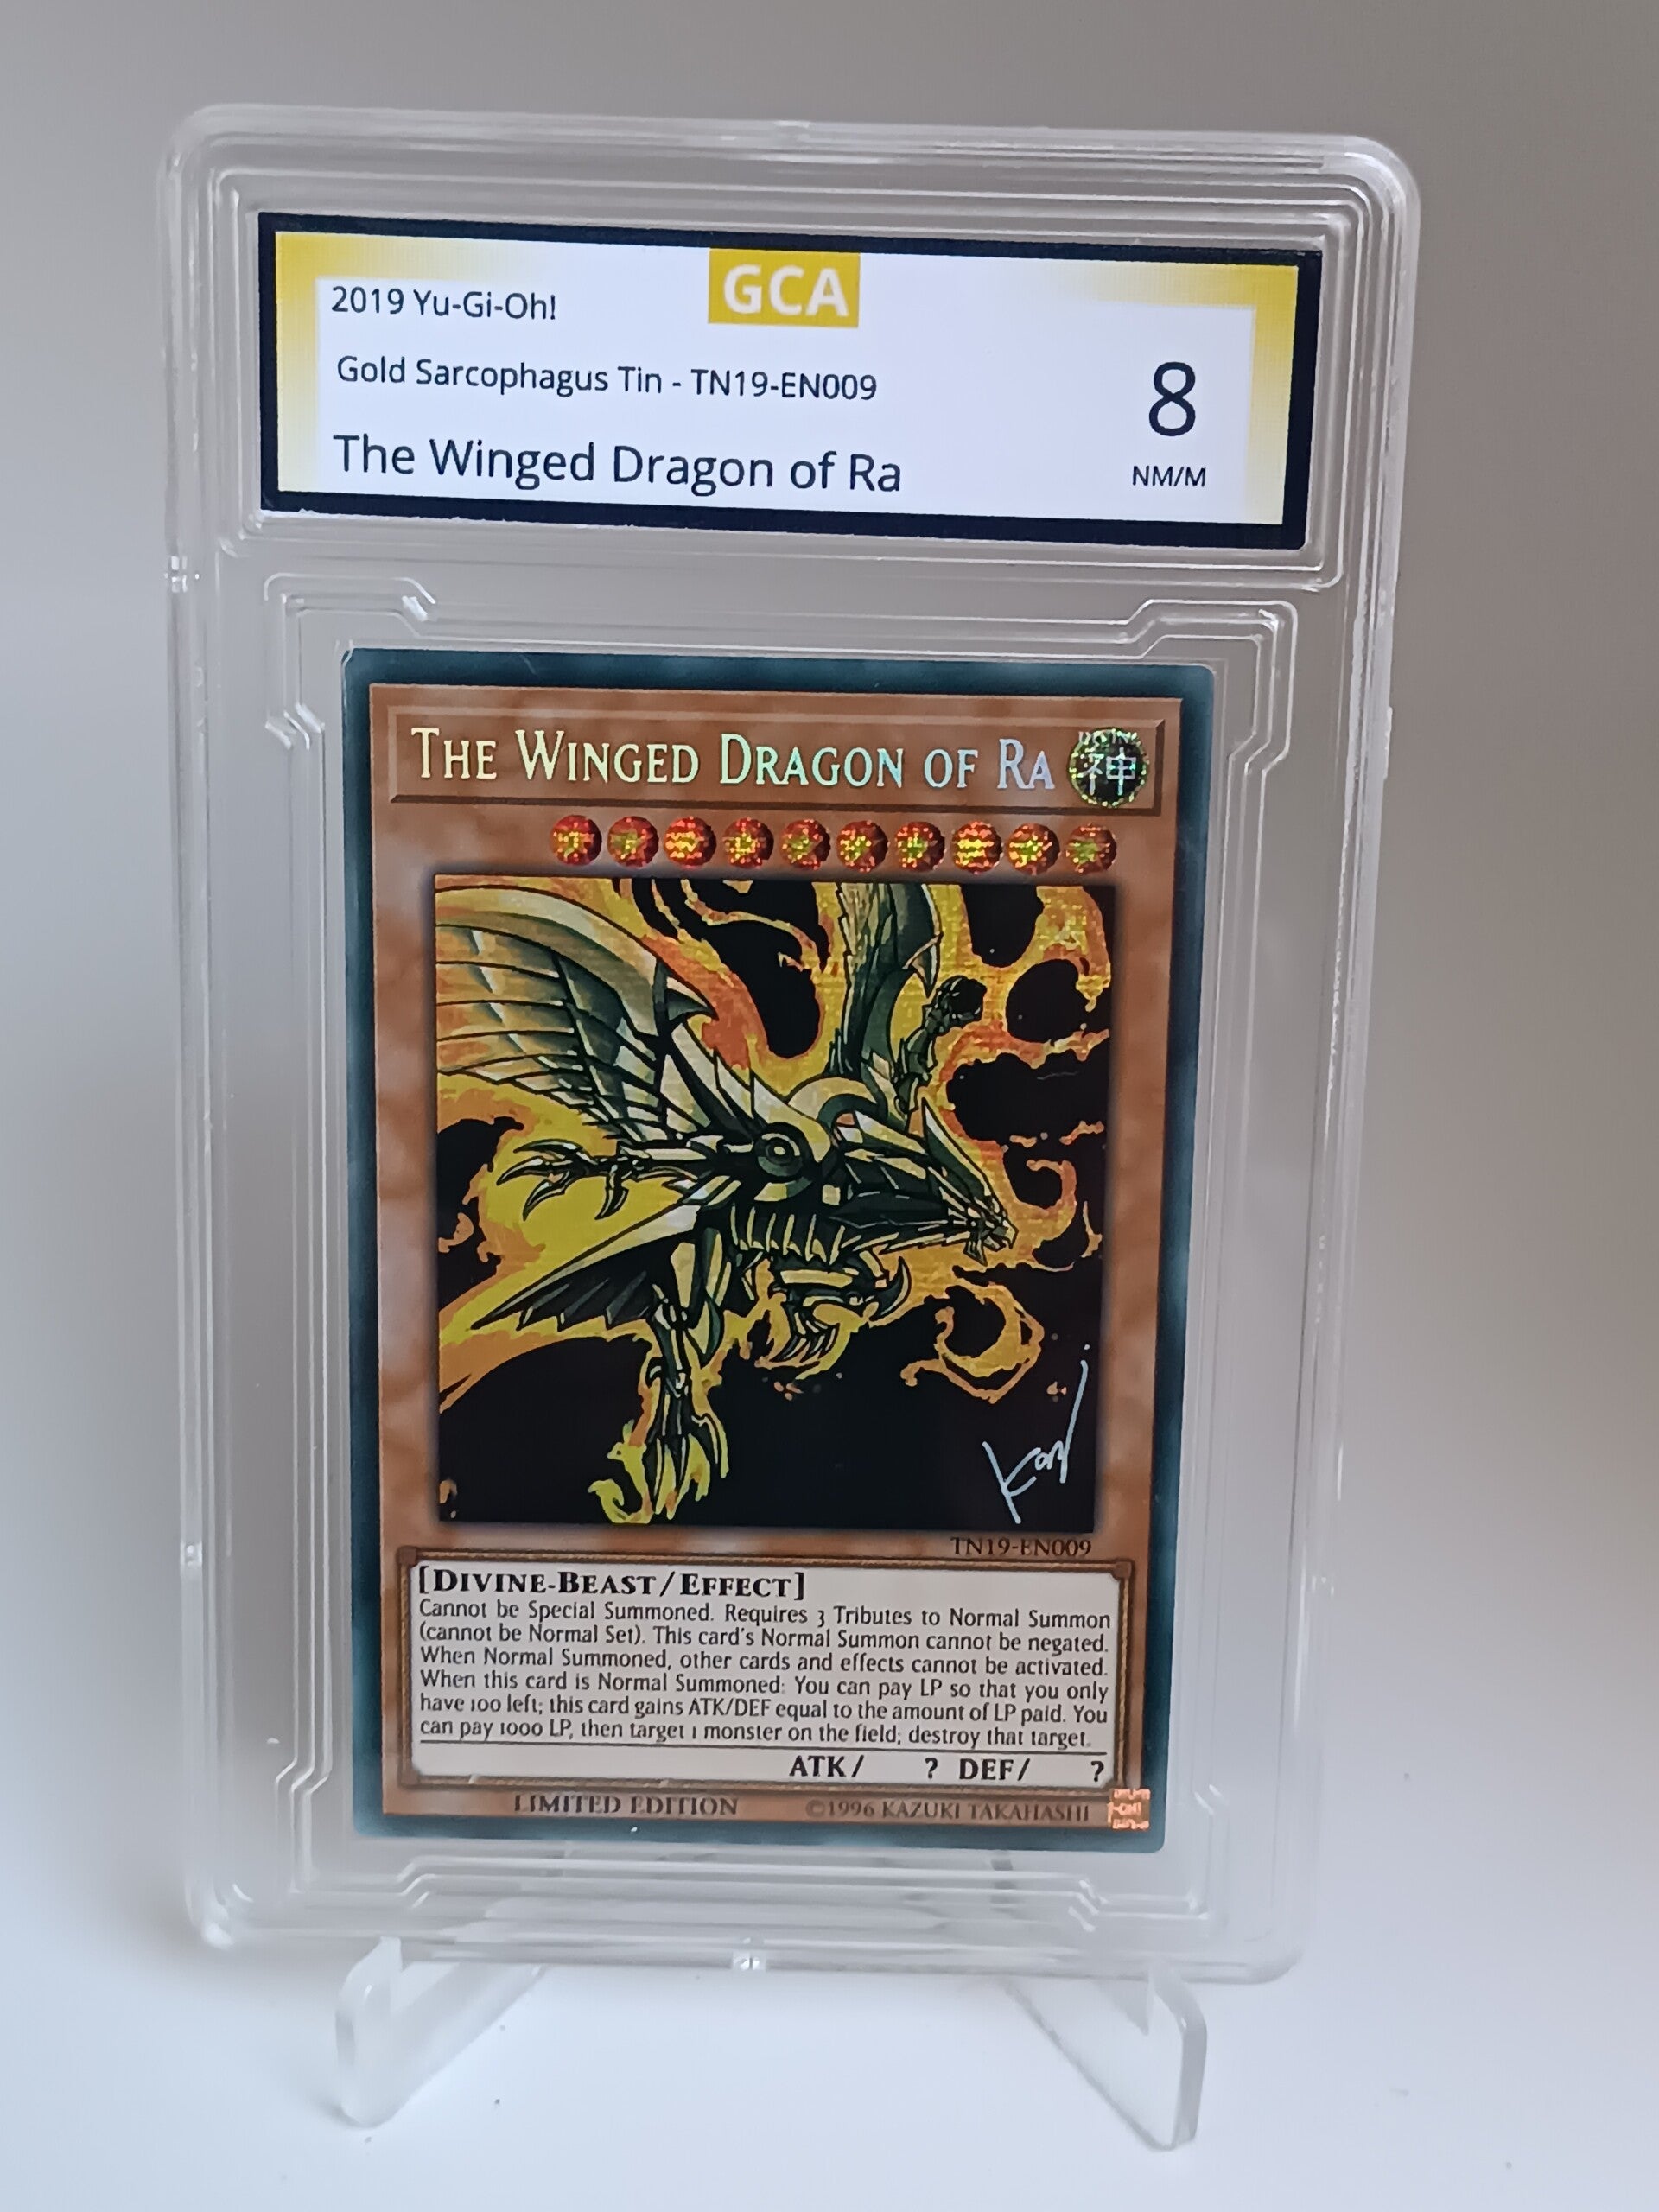 GCA
2019 Yu-Gi-Oh!
Gold Sarcophagus Tin - TN19-EN009
The Winged Dragon of Ra
8
NM/M
THE WINGED DRAGON OF RA
DIVINE
神
TN19-EN009
[DIVINE-BEAST/EFFECT]
Cannot be Special Summoned. Requires 3 Tributes to Normal Summon
(cannot be Normal Set). This card's Normal Summon cannot be negated.
When Normal Summoned, other cards and effects cannot be activated.
When this card is Normal Summoned: You can pay LP so that you only
have 100 left; this card gains ATK/DEF equal to the amount of LP paid. You
can pay 1000 LP, then target 1 monster on the field; destroy that target.
ATK/ ? DEF/ ?
LIMITED EDITION ©1996 KAZUKI TAKAHASHI